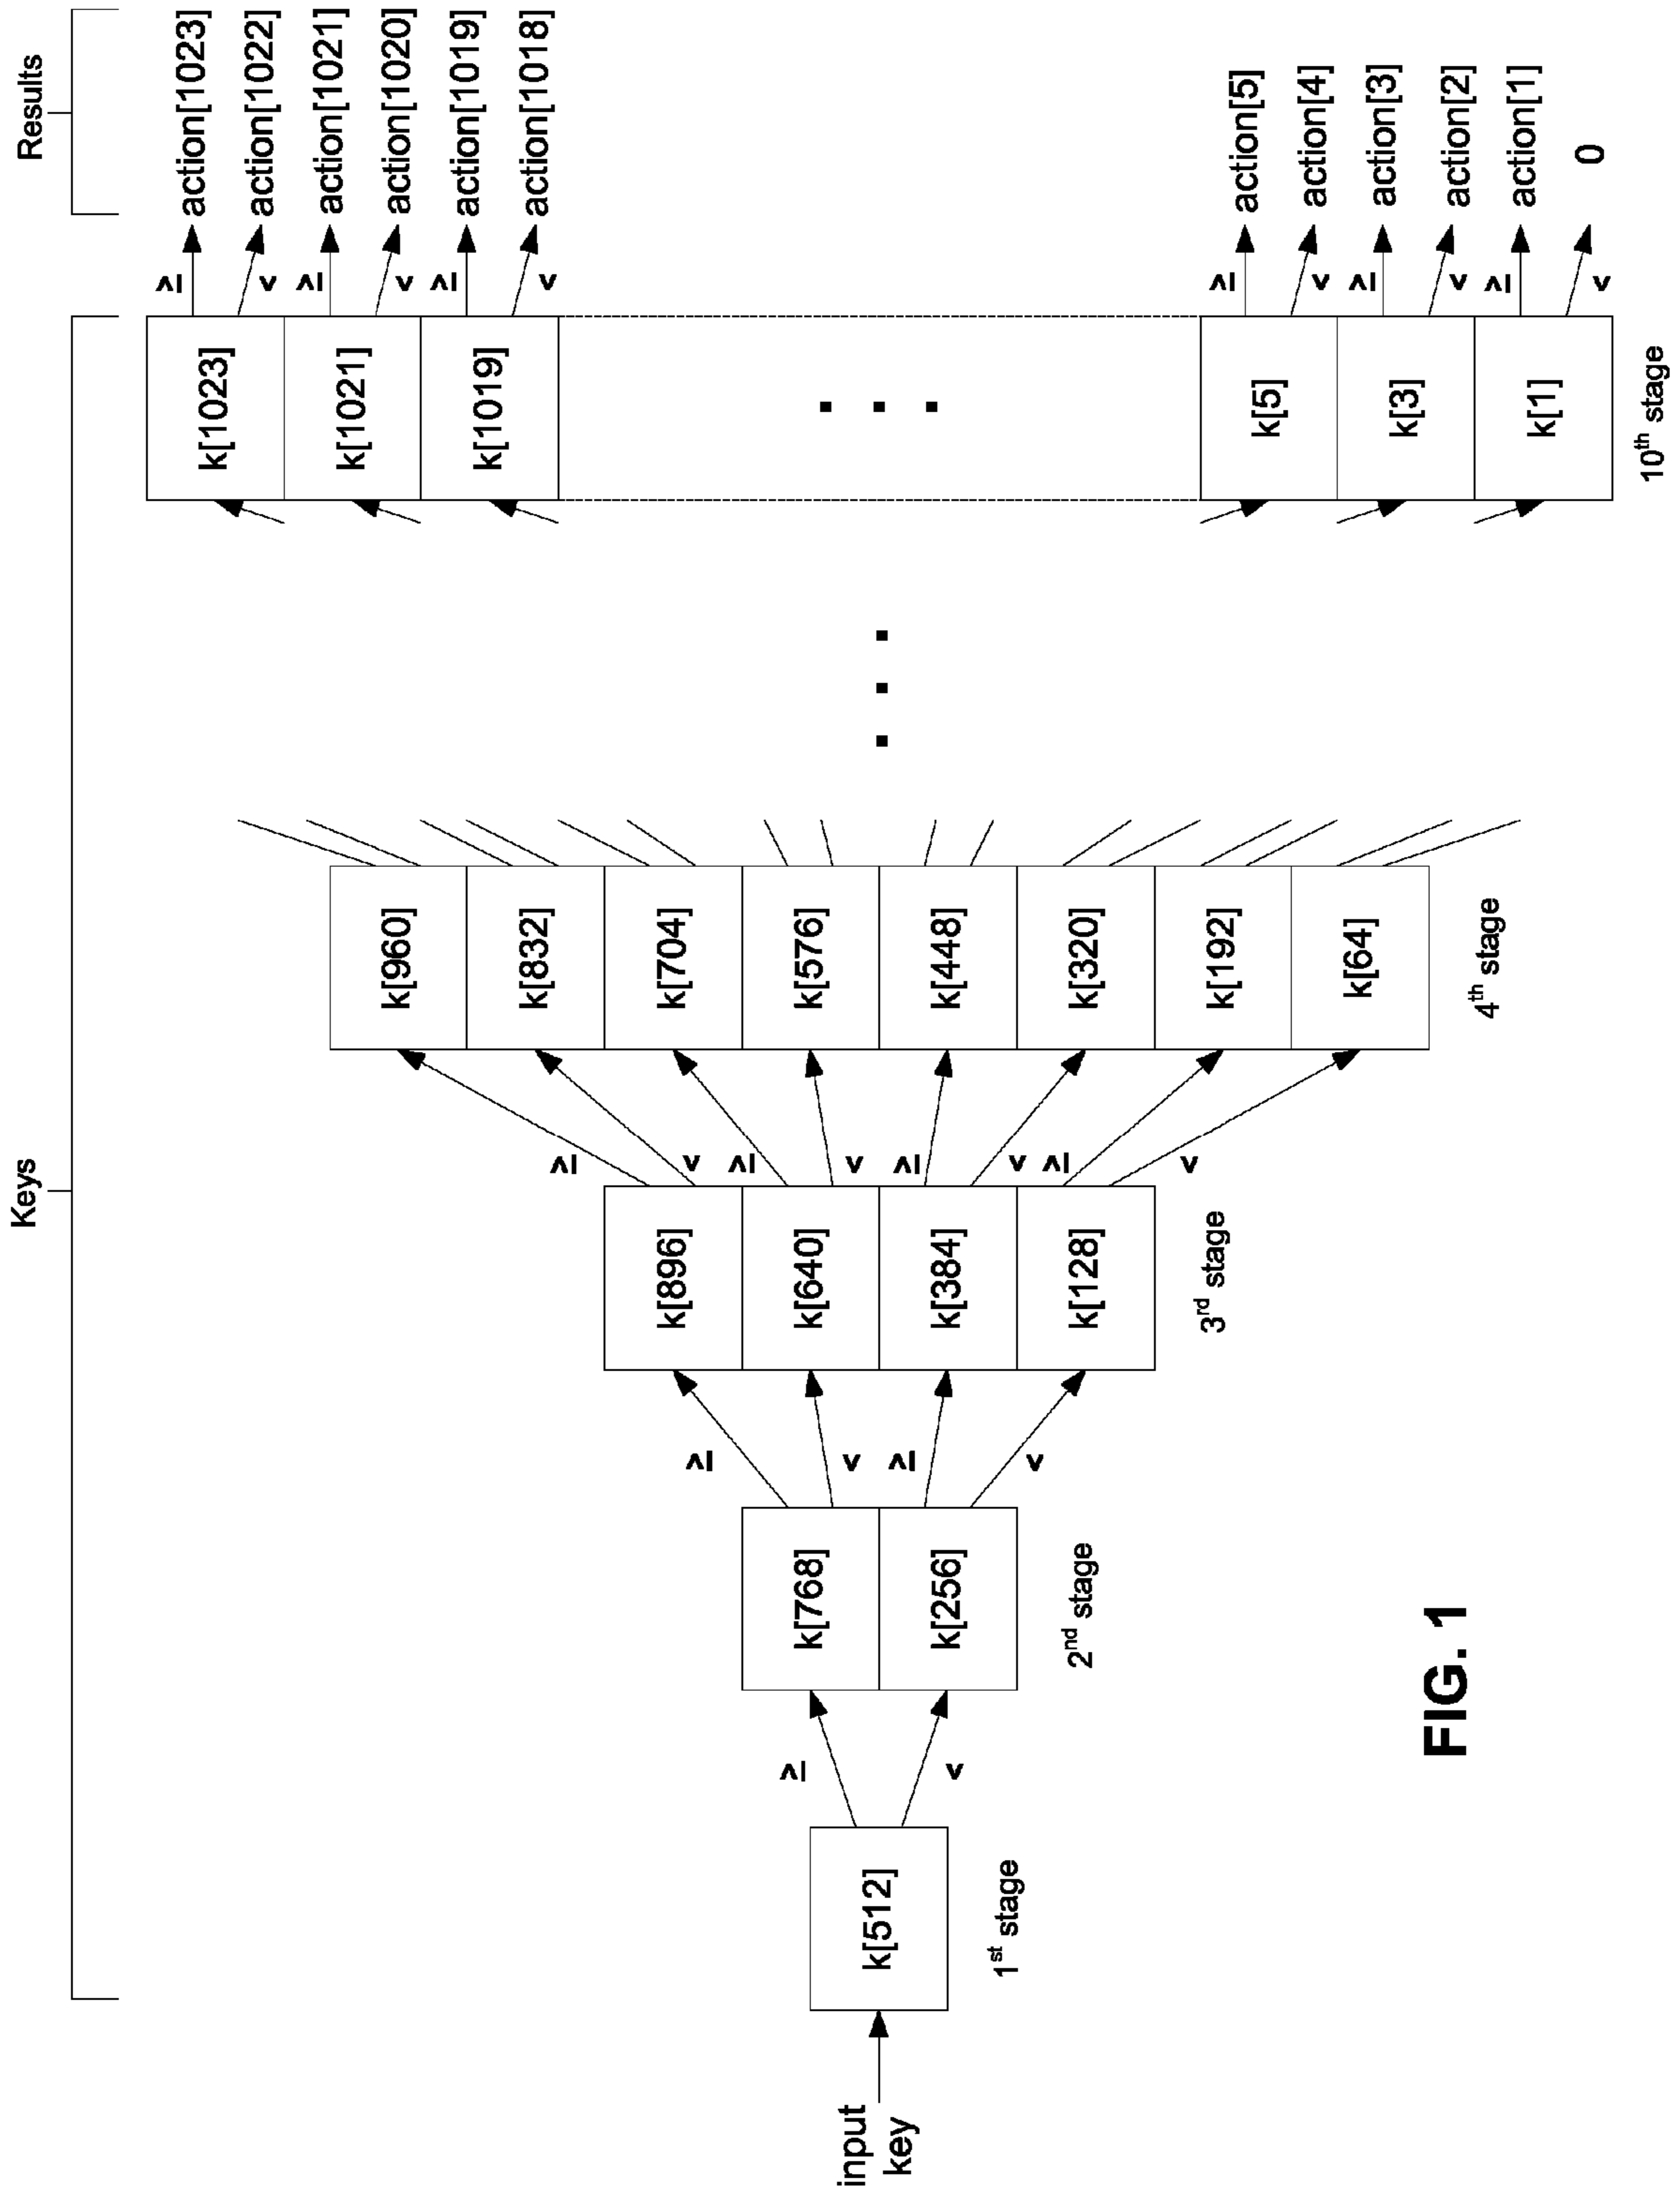 Keys
Results
input
key
k[512]
1st stage
≥
<
k[768]
k[256]
2nd stage
≥
<
≥
<
k[896]
k[640]
k[384]
k[128]
3rd stage
≥
<
≥
<
≥
<
≥
<
k[960]
k[832]
k[704]
k[576]
k[448]
k[320]
k[192]
k[64]
4th stage
k[1023]
k[1021]
k[1019]
k[5]
k[3]
k[1]
10th stage
≥
<
≥
<
≥
<
≥
<
≥
<
≥
<
action[1023]
action[1022]
action[1021]
action[1020]
action[1019]
action[1018]
action[5]
action[4]
action[3]
action[2]
action[1]
0
FIG. 1